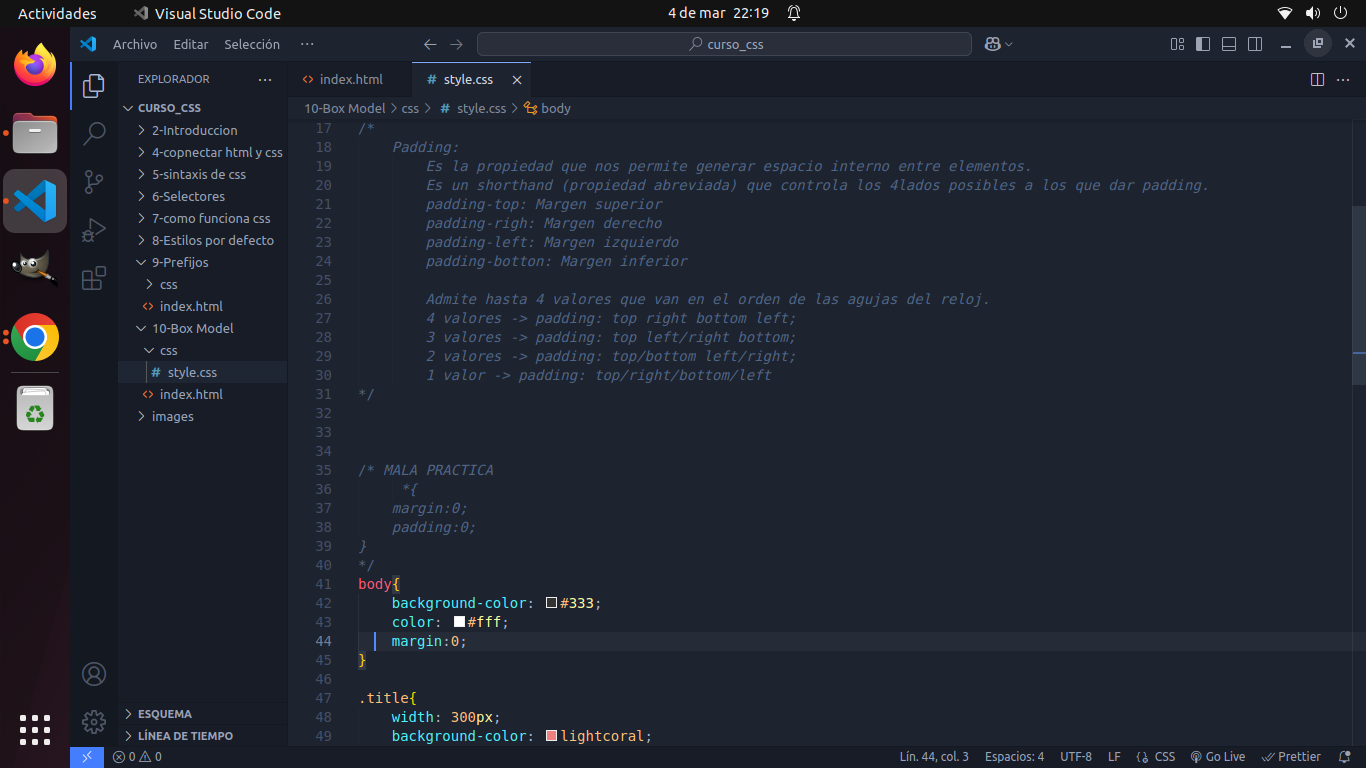 Actividades
Visual Studio Code
4 de mar 22:19
Archivo Editar Selección ···
curso_css
EXPLORADOR ···
CURSO_CSS
2-Introduccion
4-copnectar html y css
5-sintaxis de css
6-Selectores
7-como funciona css
8-Estilos por defecto
9-Prefijos
css
index.html
10-Box Model
css
# style.css
index.html
images
ESQUEMA
LÍNEA DE TIEMPO
index.html
# style.css
10-Box Model > css > # style.css > body
17 /*
18 Padding:
19 Es la propiedad que nos permite generar espacio interno entre elementos.
20 Es un shorthand (propiedad abreviada) que controla los 4lados posibles a los que dar padding.
21 padding-top: Margen superior
22 padding-righ: Margen derecho
23 padding-left: Margen izquierdo
24 padding-botton: Margen inferior
25
26 Admite hasta 4 valores que van en el orden de las agujas del reloj.
27 4 valores -> padding: top right bottom left;
28 3 valores -> padding: top left/right bottom;
29 2 valores -> padding: top/bottom left/right;
30 1 valor -> padding: top/right/bottom/left
31 */
32
33
34
35 /* MALA PRACTICA
36 *{
37 margin:0;
38 padding:0;
39 }
40 */
41 body{
42 background-color: #333;
43 color: #fff;
44 margin:0;
45 }
46
47 .title{
48 width: 300px;
49 background-color: lightcoral;
0 0
Lín. 44, col. 3
Espacios: 4
UTF-8
LF
{} CSS
Go Live
Prettier